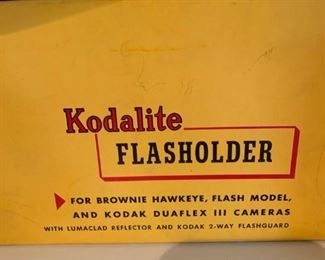 Kodalite
FLASHOLDER
FOR BROWNIE HAWKEYE, FLASH MODEL,
AND KODAK DUAFLEX III CAMERAS
WITH LUMACLAD REFLECTOR AND KODAK 2-WAY FLASHGUARD